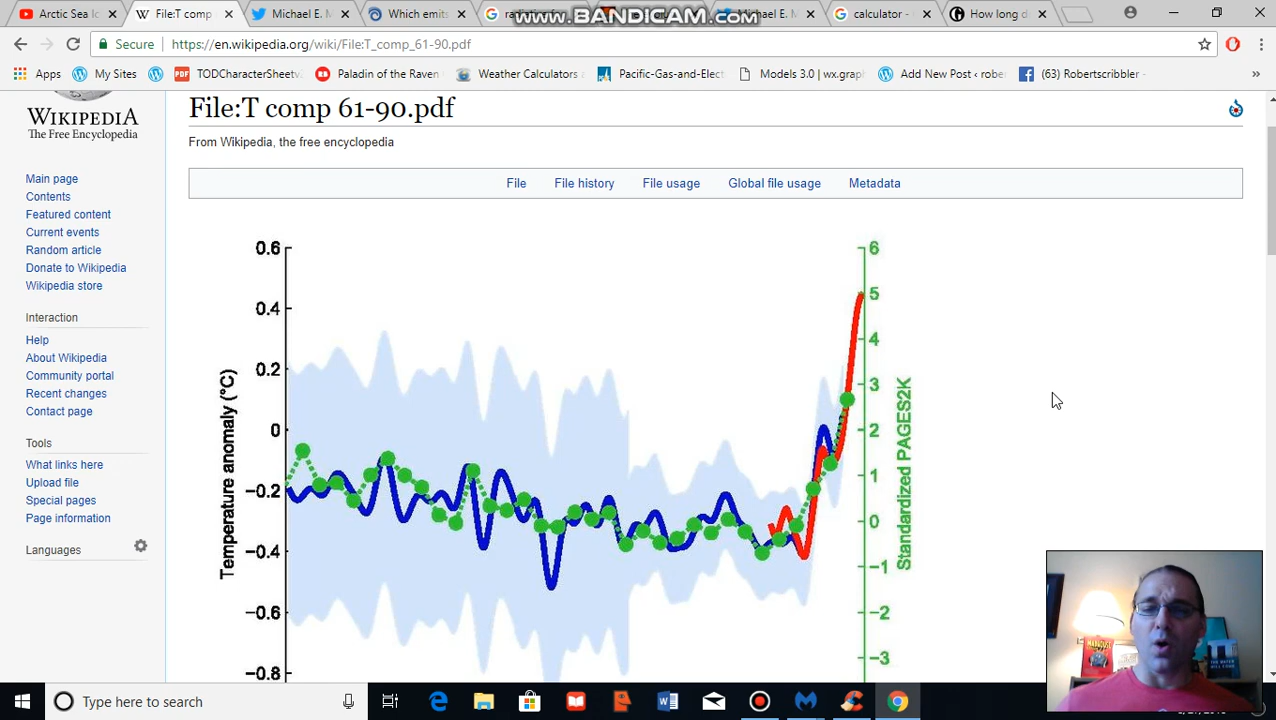 Arctic Sea Ic
File:T comp
Michael E. M
Which emits
www.BANDICAM.com
calculator -
How long d
Secure
https://en.wikipedia.org/wiki/File:T_comp_61-90.pdf
Apps
My Sites
TODCharacterSheetv
Paladin of the Raven
Weather Calculators
Pacific-Gas-and-Ele
Models 3.0 | wx.graph
Add New Post ‹ rober
(63) Robertscribbler -
WIKIPEDIA
The Free Encyclopedia
File:T comp 61-90.pdf
From Wikipedia, the free encyclopedia
File
File history
File usage
Global file usage
Metadata
Main page
Contents
Featured content
Current events
Random article
Donate to Wikipedia
Wikipedia store
Interaction
Help
About Wikipedia
Community portal
Recent changes
Contact page
Tools
What links here
Upload file
Special pages
Page information
Languages
0.6
0.4
0.2
0
−0.2
−0.4
−0.6
−0.8
Temperature anomaly (°C)
6
5
4
3
2
1
0
−1
−2
−3
Standardized PAGES2K
Type here to search